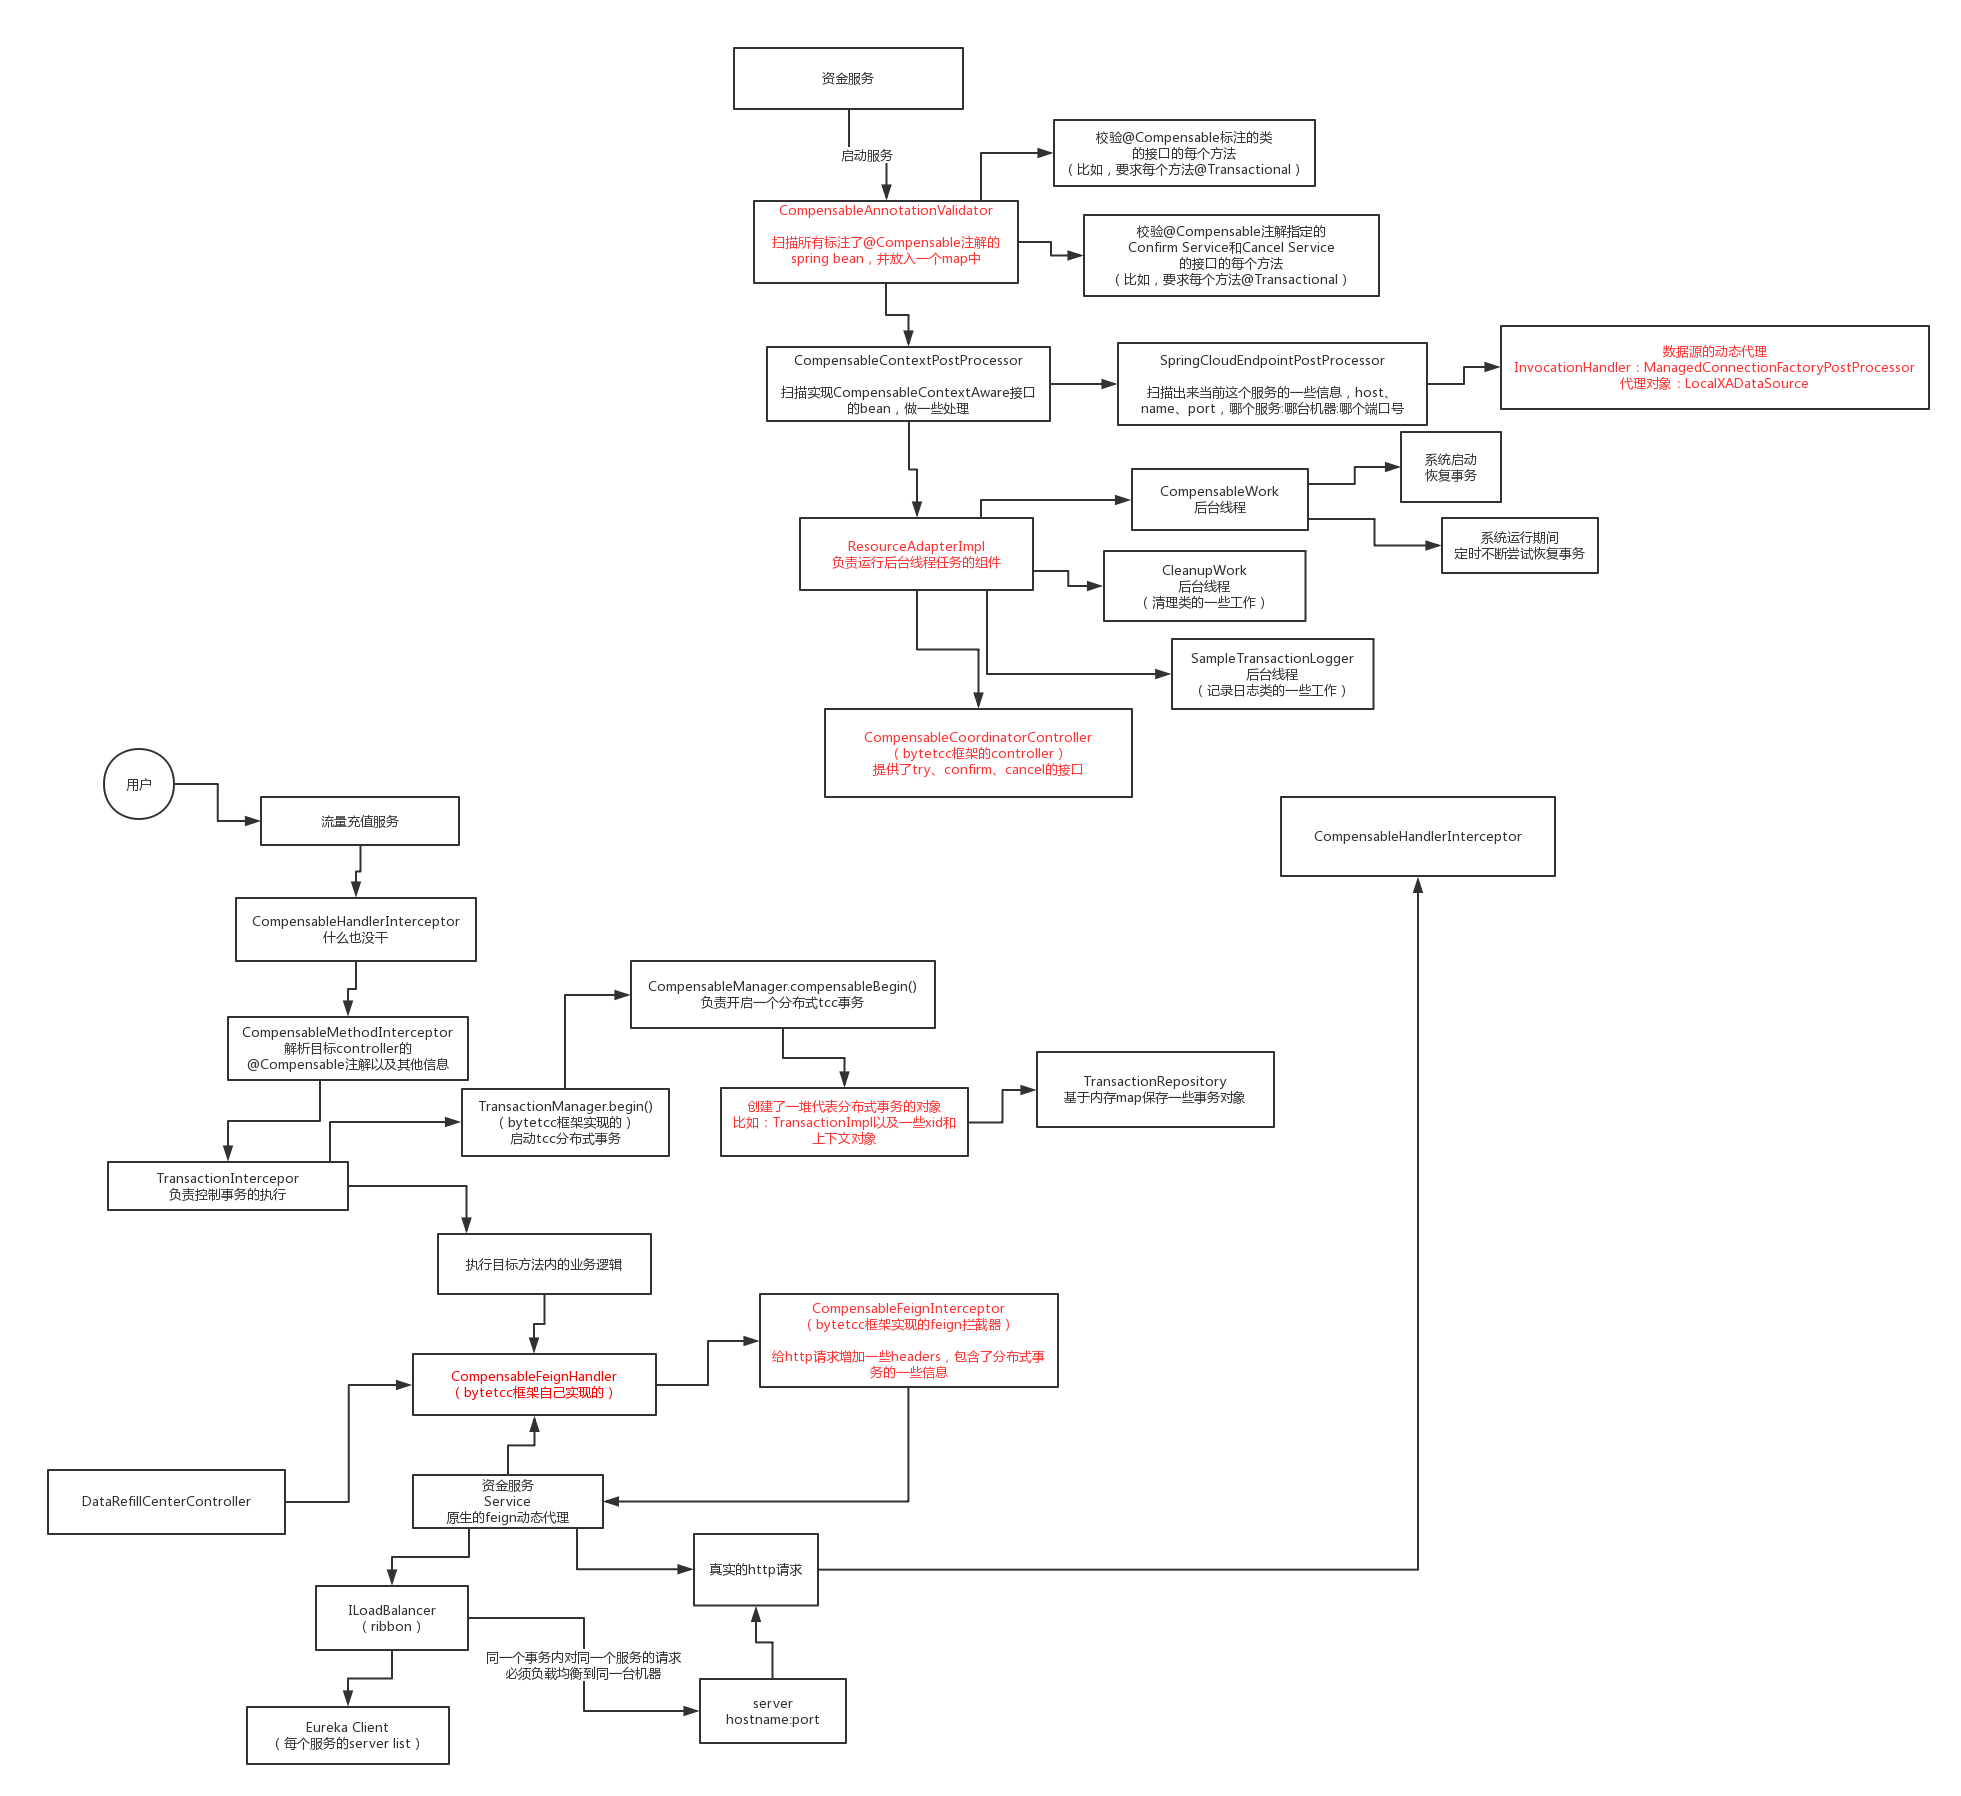 资金服务
启动服务
校验@Compensable标注的类
的接口的每个方法
（比如，要求每个方法@Transactional）
CompensableAnnotationValidator
扫描所有标注了@Compensable注解的
spring bean，并放入一个map中
校验@Compensable注解指定的
Confirm Service和Cancel Service
的接口的每个方法
（比如，要求每个方法@Transactional）
CompensableContextPostProcessor
扫描实现CompensableContextAware接口
的bean，做一些处理
SpringCloudEndpointPostProcessor
扫描出来当前这个服务的一些信息，host、
name、port，哪个服务:哪台机器:哪个端口号
数据源的动态代理
InvocationHandler：ManagedConnectionFactoryPostProcessor
代理对象：LocalXADataSource
系统启动
恢复事务
CompensableWork
后台线程
系统运行期间
定时不断尝试恢复事务
ResourceAdapterImpl
负责运行后台线程任务的组件
CleanupWork
后台线程
（清理类的一些工作）
SampleTransactionLogger
后台线程
（记录日志类的一些工作）
CompensableCoordinatorController
（bytetcc框架的controller）
提供了try、confirm、cancel的接口
用户
流量充值服务
CompensableHandlerInterceptor
CompensableHandlerInterceptor
什么也没干
CompensableManager.compensableBegin()
负责开启一个分布式tcc事务
CompensableMethodInterceptor
解析目标controller的
@Compensable注解以及其他信息
TransactionManager.begin()
（bytetcc框架实现的）
启动tcc分布式事务
创建了一堆代表分布式事务的对象
比如：TransactionImpl以及一些xid和
上下文对象
TransactionRepository
基于内存map保存一些事务对象
TransactionIntercepor
负责控制事务的执行
执行目标方法内的业务逻辑
CompensableFeignInterceptor
（bytetcc框架实现的feign拦截器）
给http请求增加一些headers，包含了分布式事
务的一些信息
CompensableFeignHandler
（bytetcc框架自己实现的）
DataRefillCenterController
资金服务
Service
原生的feign动态代理
真实的http请求
ILoadBalancer
（ribbon）
同一个事务内对同一个服务的请求
必须负载均衡到同一台机器
server
hostname:port
Eureka Client
（每个服务的server list）